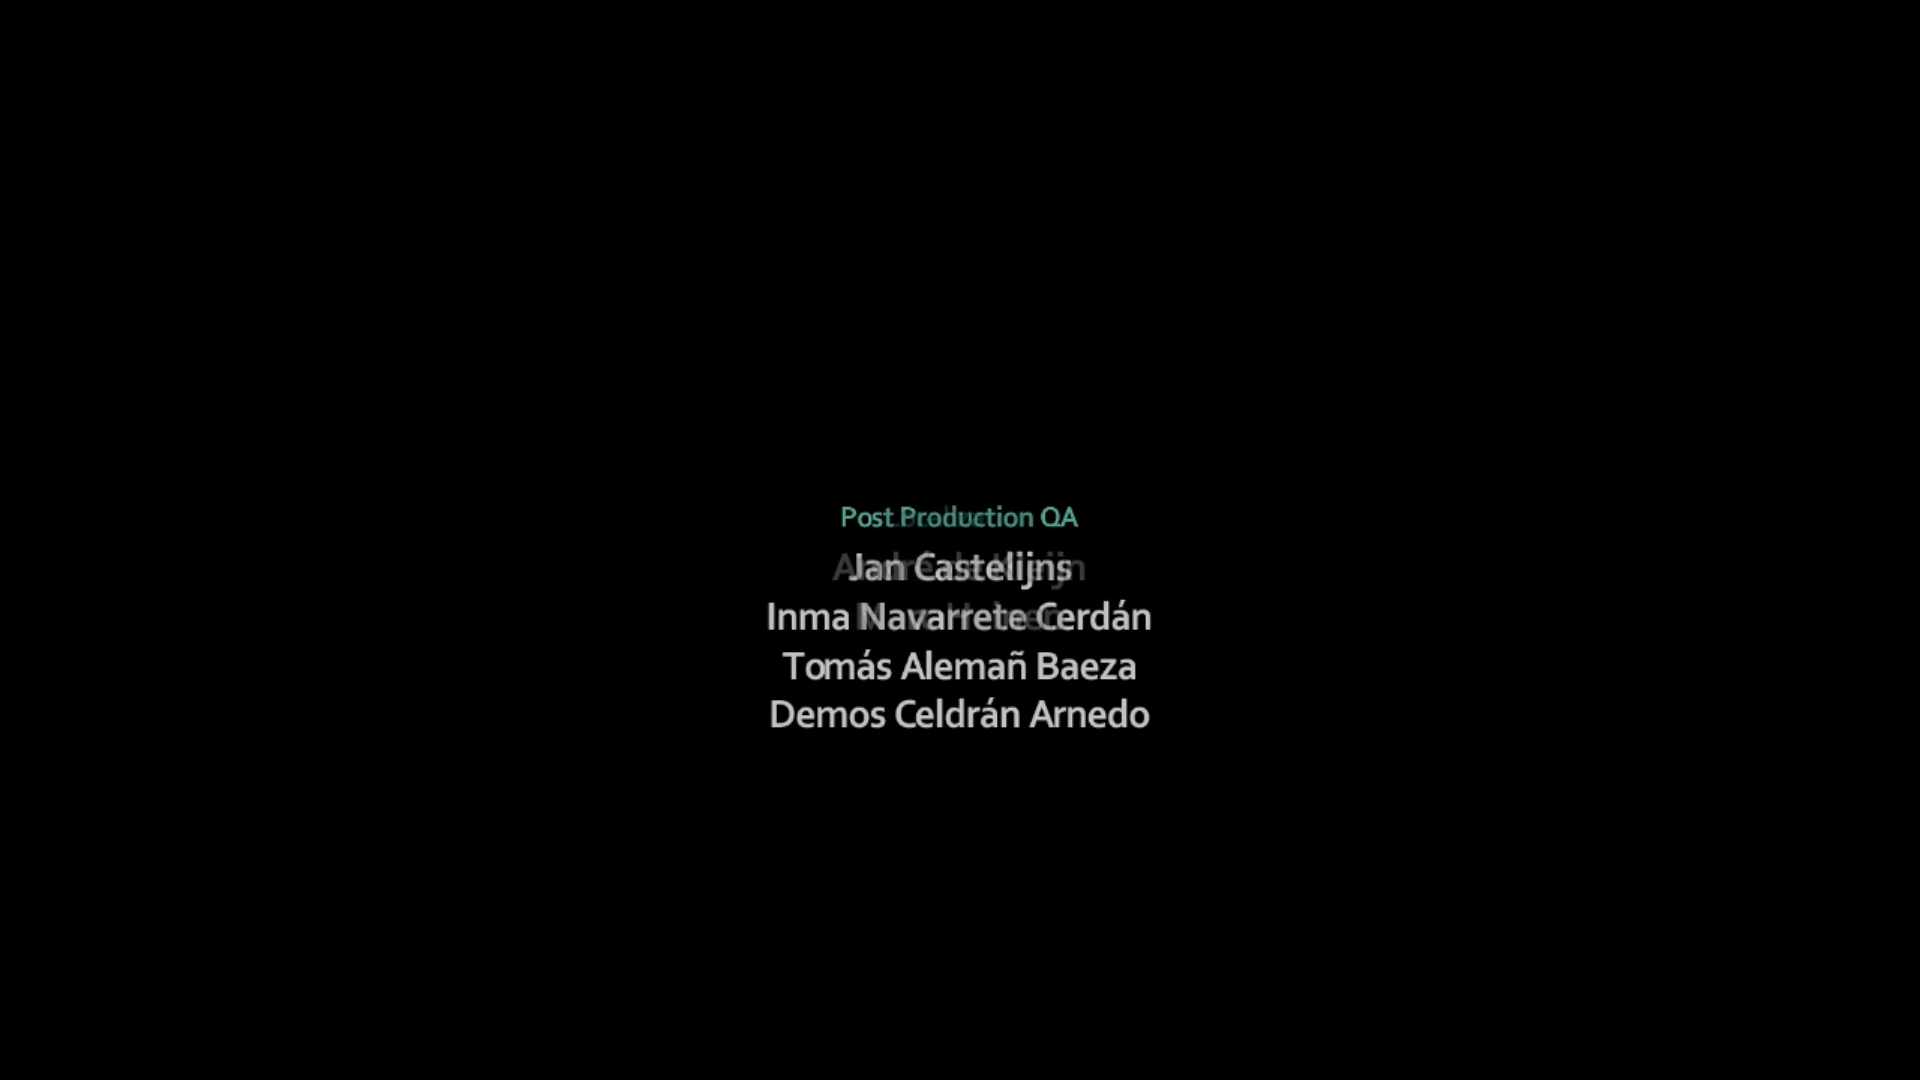 Post Production QA
Jan Castelijns
Inma Navarrete Cerdán
Tomás Alemañ Baeza
Demos Celdrán Arnedo